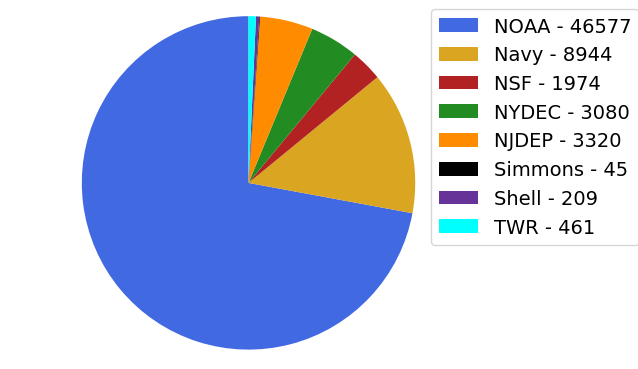 NOAA - 46577
Navy - 8944
NSF - 1974
NYDEC - 3080
NJDEP - 3320
Simmons - 45
Shell - 209
TWR - 461